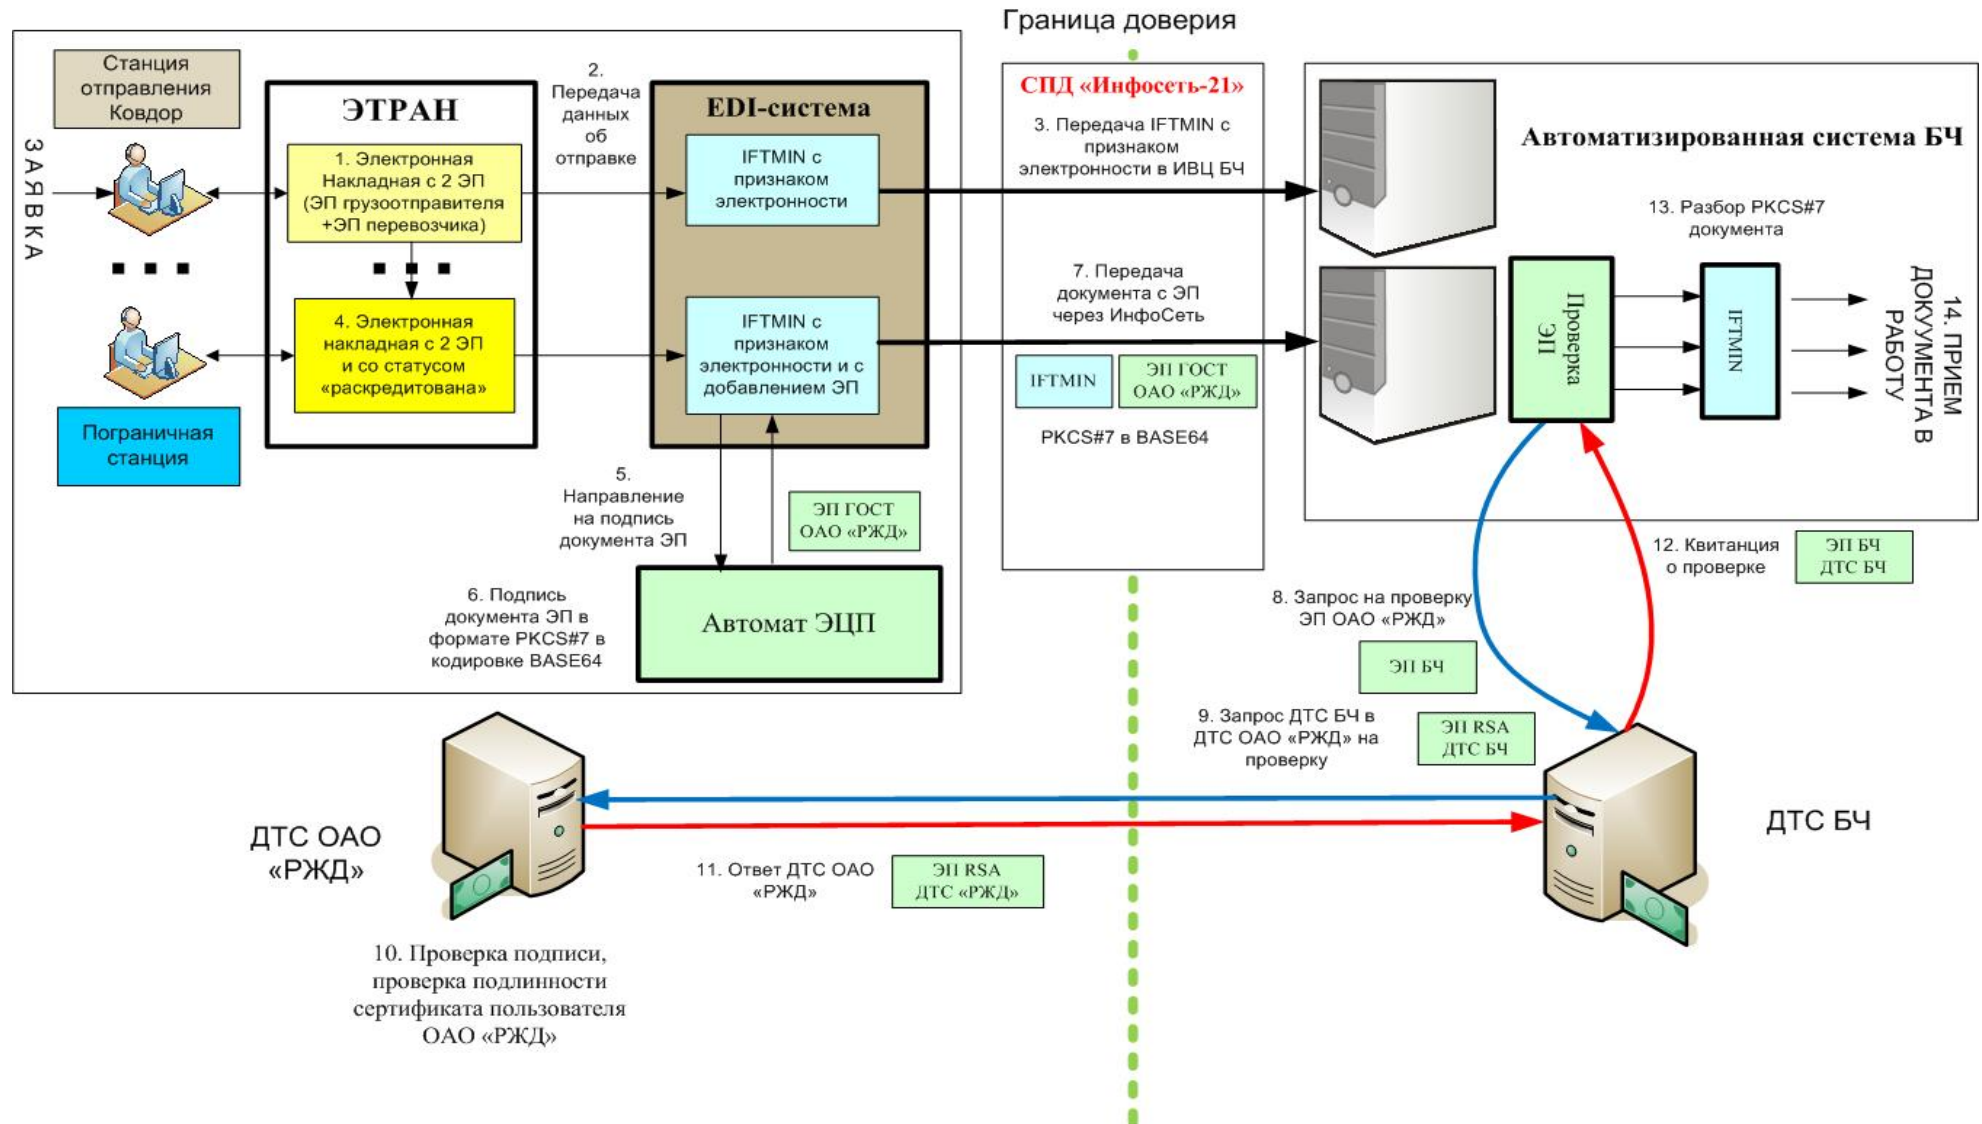 Граница доверия
Станция
отправления
Ковдор
ЗАЯВКА
ЭТРАН
1. Электронная
Накладная с 2 ЭП
(ЭП грузоотправителя
+ЭП перевозчика)
4. Электронная
накладная с 2 ЭП
и со статусом
«раскредитована»
Пограничная
станция
2.
Передача
данных
об
отправке
EDI-система
IFTMIN с
признаком
электронности
IFTMIN с
признаком
электронности и с
добавлением ЭП
5.
Направление
на подпись
документа ЭП
ЭП ГОСТ
ОАО «РЖД»
6. Подпись
документа ЭП в
формате PKCS#7 в
кодировке BASE64
Автомат ЭЦП
СПД «Инфосеть-21»
3. Передача IFTMIN с
признаком
электронности в ИВЦ БЧ
7. Передача
документа с ЭП
через ИнфоСеть
IFTMIN
ЭП ГОСТ
ОАО «РЖД»
PKCS#7 в BASE64
Автоматизированная система БЧ
13. Разбор PKCS#7
документа
Проверка
ЭП
IFTMIN
14. ПРИЕМ
ДОКУУМЕНТА В
РАБОТУ
12. Квитанция
о проверке
ЭП БЧ
ДТС БЧ
8. Запрос на проверку
ЭП ОАО «РЖД»
ЭП БЧ
9. Запрос ДТС БЧ в
ДТС ОАО «РЖД» на
проверку
ЭП RSA
ДТС БЧ
ДТС БЧ
ДТС ОАО
«РЖД»
11. Ответ ДТС ОАО
«РЖД»
ЭП RSA
ДТС «РЖД»
10. Проверка подписи,
проверка подлинности
сертификата пользователя
ОАО «РЖД»